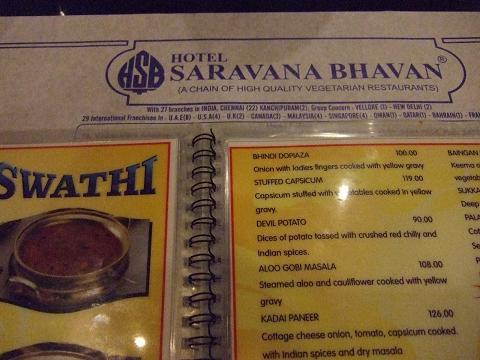 HSB
HOTEL
SARAVANA BHAVAN®
(A CHAIN OF HIGH QUALITY VEGETARIAN RESTAURANTS)
With 27 branches in INDIA, CHENNAI (22) KANCHIPURAM(2), Group Concern - VELLORE (1) - NEW DELHI (2)
29 International Franchises in : U.A.E(8) - U.S.A(4) - U.K(2) - CANADA(3) - MALAYSIA(4) - SINGAPORE(4) - OMAN(1) - QATAR(1) - BAHRAIN(1) - FRAN
SWATHI
BHINDI DOPIAZA 100.00
Onion with ladies fingers cooked with yellow gravy
STUFFED CAPSICUM 119.00
Capsicum stuffed with vegetables cooked in yellow
gravy.
DEVIL POTATO 90.00
Dices of potato tossed with crushed red chilly and
Indian spices.
ALOO GOBI MASALA 108.00
Steamed aloo and cauliflower cooked with yellow
gravy
KADAI PANEER 126.00
Cottage cheese onion, tomato, capsicum cooked
with Indian spices and dry masala
BAINGAN
Keema
vegetab
SUKKA
Deep
PALA
Cot
Sea